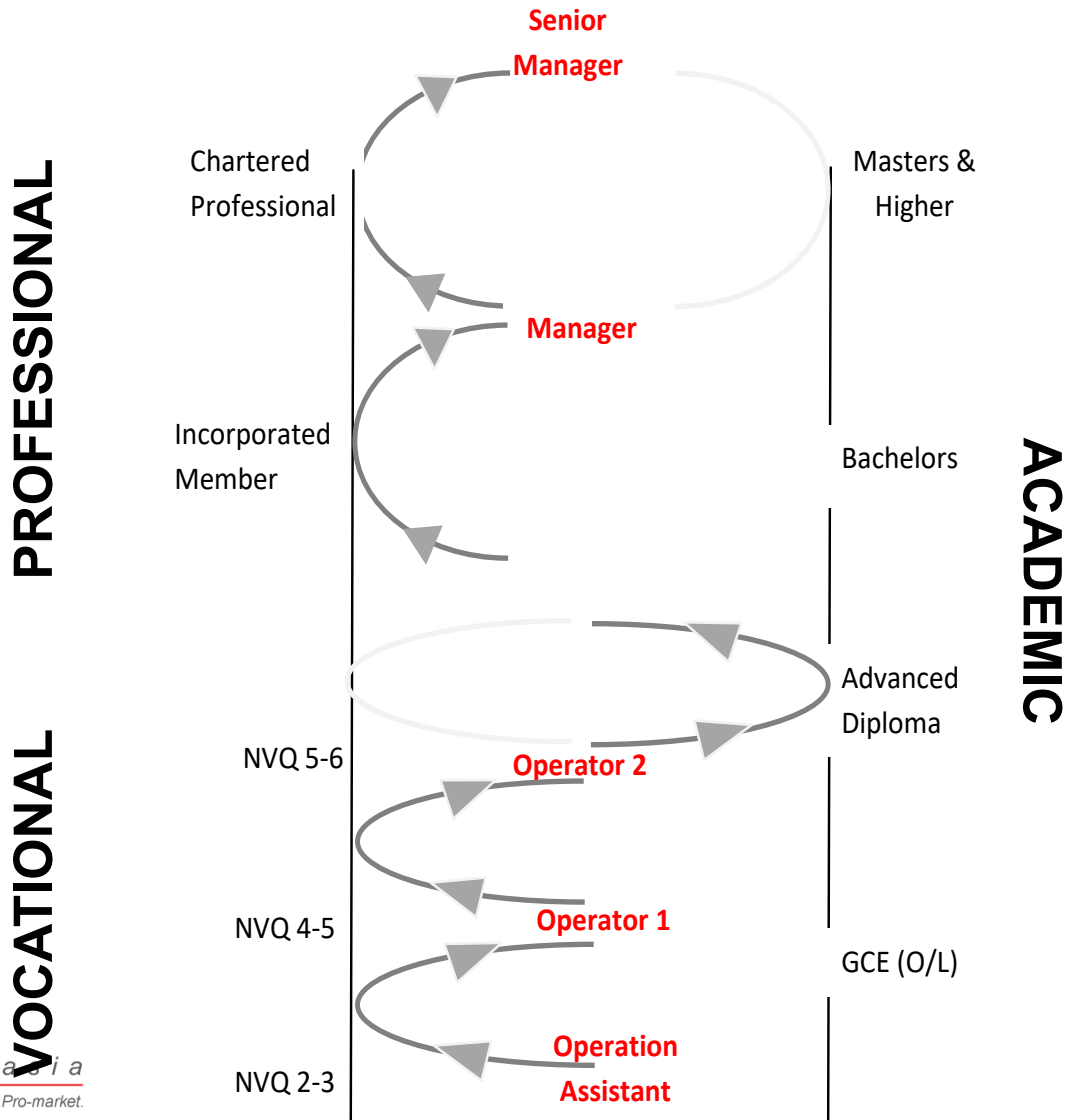 Senior
Manager
Chartered
Professional
Masters &
Higher
PROFESSIONAL
Manager
Incorporated
Member
Bachelors
ACADEMIC
Advanced
Diploma
NVQ 5-6
Operator 2
VOCATIONAL
NVQ 4-5
Operator 1
GCE (O/L)
Operation
Assistant
NVQ 2-3
Pro-market.